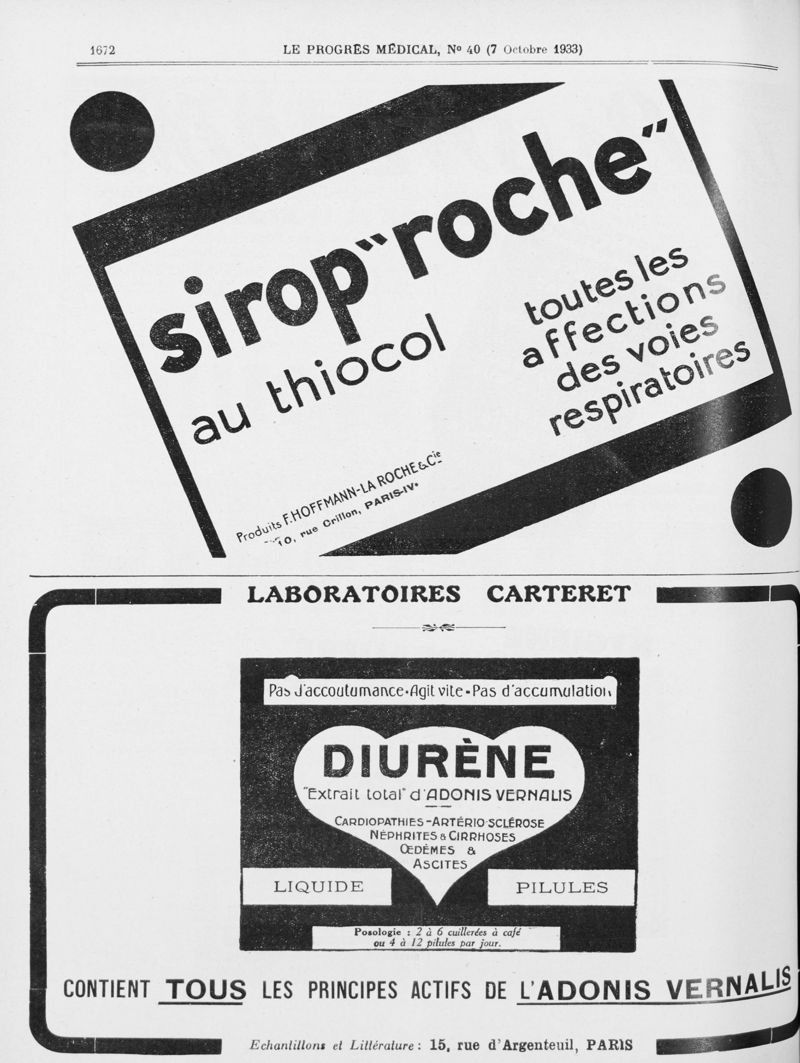 1672
LE PROGRÈS MÉDICAL, Nº 40 (7 Octobre 1933)
sirop "roche"
au thiocol
toutes les
affections
des voies
respiratoires
Produits F. HOFFMANN-LA ROCHE & Cie
10, rue Crillon, PARIS-IVe
LABORATOIRES CARTERET
Pas d'accoutumance · Agit vite - Pas d'accumulation
DIURÈNE
"Extrait total" d'ADONIS VERNALIS
CARDIOPATHIES - ARTÉRIO-SCLÉROSE
NÉPHRITES & CIRRHOSES
ŒDÈMES &
ASCITES
LIQUIDE
PILULES
Posologie : 2 à 6 cuillerées à café
ou 4 à 12 pilules par jour.
CONTIENT TOUS LES PRINCIPES ACTIFS DE L'ADONIS VERNALIS
Echantillons et Littérature : 15, rue d'Argenteuil, PARIS